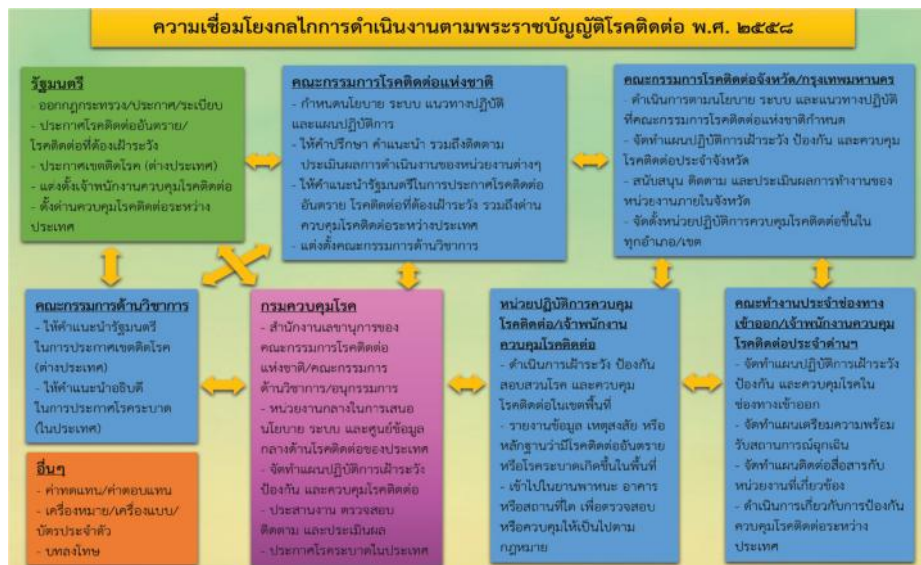 ความเชื่อมโยงกลไกการดำเนินงานตามพระราชบัญญัติโรคติดต่อ พ.ศ. ๒๕๕๘
รัฐมนตรี
- ออกกฎกระทรวง/ประกาศ/ระเบียบ
- ประกาศโรคติดต่ออันตราย/
โรคติดต่อที่ต้องเฝ้าระวัง
- ประกาศเขตติดโรค (ต่างประเทศ)
- แต่งตั้งเจ้าพนักงานควบคุมโรคติดต่อ
- ตั้งด่านควบคุมโรคติดต่อระหว่าง
ประเทศ
คณะกรรมการโรคติดต่อแห่งชาติ
- กำหนดนโยบาย ระบบ แนวทางปฏิบัติ
และแผนปฏิบัติการ
- ให้คำปรึกษา คำแนะนำ รวมถึงติดตาม
ประเมินผลการดำเนินงานของหน่วยงานต่างๆ
- ให้คำแนะนำรัฐมนตรีในการประกาศโรคติดต่อ
อันตราย โรคติดต่อที่ต้องเฝ้าระวัง รวมถึงด่าน
ควบคุมโรคติดต่อระหว่างประเทศ
- แต่งตั้งคณะกรรมการด้านวิชาการ
คณะกรรมการโรคติดต่อจังหวัด/กรุงเทพมหานคร
- ดำเนินการตามนโยบาย ระบบ และแนวทางปฏิบัติ
ที่คณะกรรมการโรคติดต่อแห่งชาติกำหนด
- จัดทำแผนปฏิบัติการเฝ้าระวัง ป้องกัน และควบคุม
โรคติดต่อประจำจังหวัด
- สนับสนุน ติดตาม และประเมินผลการทำงานของ
หน่วยงานภายในจังหวัด
- จัดตั้งหน่วยปฏิบัติการควบคุมโรคติดต่อขึ้นใน
ทุกอำเภอ/เขต
คณะกรรมการด้านวิชาการ
- ให้คำแนะนำรัฐมนตรี
ในการประกาศเขตติดโรค
(ต่างประเทศ)
- ให้คำแนะนำอธิบดี
ในการประกาศโรคระบาด
(ในประเทศ)
อื่นๆ
- ค่าทดแทน/ค่าตอบแทน
- เครื่องหมาย/เครื่องแบบ/
บัตรประจำตัว
- บทลงโทษ
กรมควบคุมโรค
- สำนักงานเลขานุการของ
คณะกรรมการโรคติดต่อ
แห่งชาติ/คณะกรรมการ
ด้านวิชาการ/อนุกรรมการ
- หน่วยงานกลางในการเสนอ
นโยบาย ระบบ และศูนย์ข้อมูล
กลางด้านโรคติดต่อของประเทศ
- จัดทำแผนปฏิบัติการเฝ้าระวัง
ป้องกัน และควบคุมโรคติดต่อ
- ประสานงาน ตรวจสอบ
ติดตาม และประเมินผล
- ประกาศโรคระบาดในประเทศ
หน่วยปฏิบัติการควบคุม
โรคติดต่อ/เจ้าพนักงาน
ควบคุมโรคติดต่อ
- ดำเนินการเฝ้าระวัง ป้องกัน
สอบสวนโรค และควบคุม
โรคติดต่อในเขตพื้นที่
- รายงานข้อมูล เหตุสงสัย หรือ
หลักฐานว่ามีโรคติดต่ออันตราย
หรือโรคระบาดเกิดขึ้นในพื้นที่
- เข้าไปในยานพาหนะ อาคาร
หรือสถานที่ใด เพื่อตรวจสอบ
หรือควบคุมให้เป็นไปตาม
กฎหมาย
คณะทำงานประจำช่องทาง
เข้าออก/เจ้าพนักงานควบคุม
โรคติดต่อประจำด่านฯ
- จัดทำแผนปฏิบัติการเฝ้าระวัง
ป้องกัน และควบคุมโรคใน
ช่องทางเข้าออก
- จัดทำแผนเตรียมความพร้อม
รับสถานการณ์ฉุกเฉิน
- จัดทำแผนติดต่อสื่อสารกับ
หน่วยงานที่เกี่ยวข้อง
- ดำเนินการเกี่ยวกับการป้องกัน
ควบคุมโรคติดต่อระหว่าง
ประเทศ